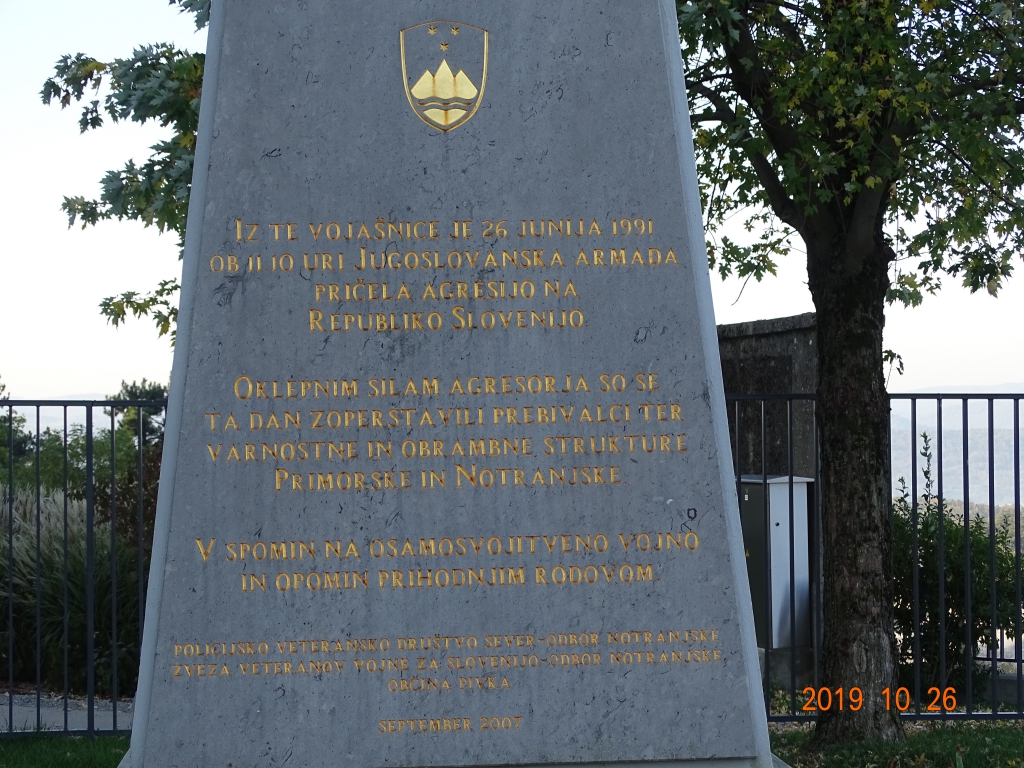 IZ TE VOJAŠNICE JE 26 JUNIJA 1991
OB 11 10 URI JUGOSLOVANSKA ARMADA
PRIČELA AGRESIJO NA
REPUBLIKO SLOVENIJO
OKLEPNIM SILAM AGRESORJA SO SE
TA DAN ZOPERSTAVILI PREBIVALCI TER
VARNOSTNE IN OBRAMBNE STRUKTURE
PRIMORSKE IN NOTRANJSKE
V SPOMIN NA OSAMOSVOJITVENO VOJNO
IN OPOMIN PRIHODNJIM RODOVOM
POLICIJSKO VETERANSKO DRUŠTVO SEVER-ODBOR NOTRANJSKE
ZVEZA VETERANOV VOJNE ZA SLOVENIJO-ODBOR NOTRANJSKE
OBČINA PIVKA
SEPTEMBER 2007
2019 10 26